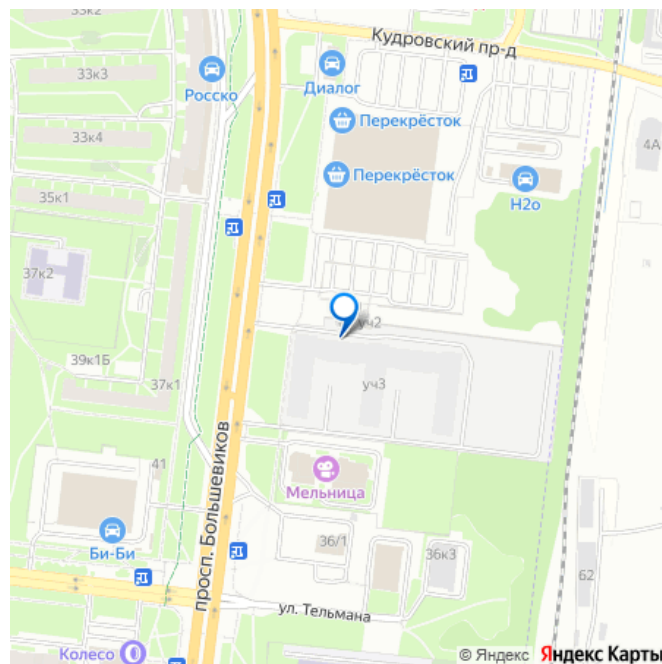 33к2
Кудровский пр-д
33к3
Росско
Диалог
33к4
Перекрёсток
4А
35к1
Перекрёсток
Н2о
37к2
уч2
39к1Б
37к1
уч3
просп. Большевиков
41
Мельница
Би-Би
36/1
36к3
62
ул. Тельмана
Колесо
© Яндекс Яндекс Карты